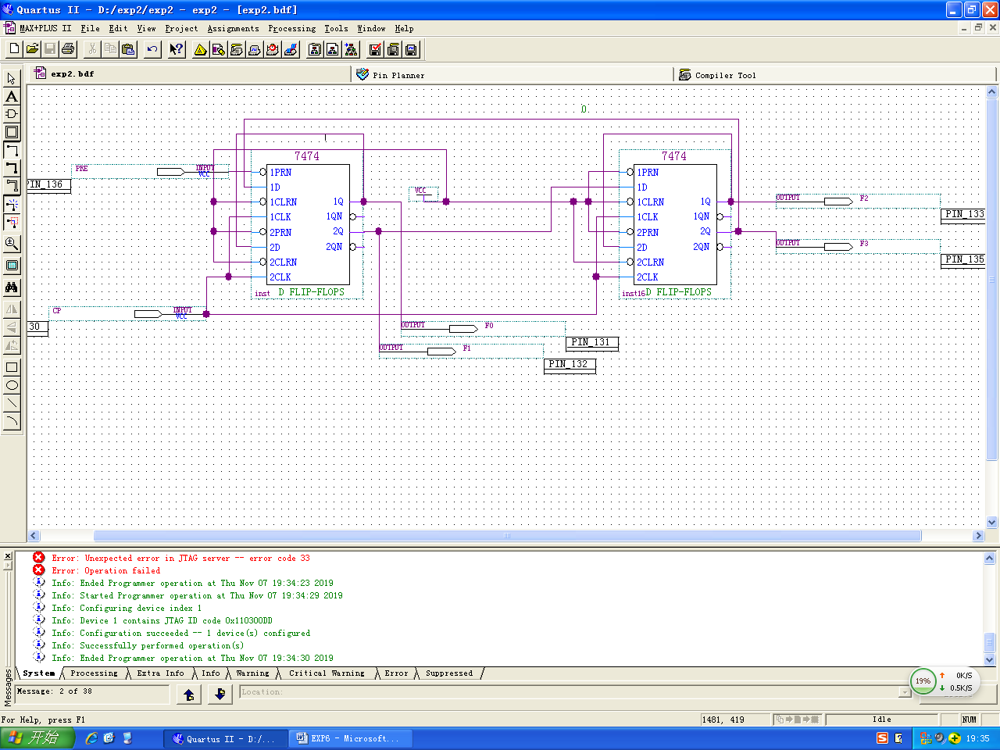 Quartus II - D:/exp2/exp2 - exp2 - [exp2.bdf]
MAX+PLUS II File Edit View Project Assignments Processing Tools Window Help
exp2.bdf
Pin Planner
Compiler Tool
0
7474
7474
PRE
INPUT
VCC
PIN_136
1PRN
1D
1CLRN
1CLK
2PRN
2D
2CLRN
2CLK
1Q
1QN
2Q
2QN
inst
D FLIP-FLOPS
VCC
1PRN
1D
1CLRN
1CLK
2PRN
2D
2CLRN
2CLK
1Q
1QN
2Q
2QN
inst16
D FLIP-FLOPS
OUTPUT
F2
PIN_133
OUTPUT
F3
PIN_135
CP
INPUT
VCC
30
OUTPUT
F0
PIN_131
OUTPUT
F1
PIN_132
Error: Unexpected error in JTAG server -- error code 33
Error: Operation failed
Info: Ended Programmer operation at Thu Nov 07 19:34:23 2019
Info: Started Programmer operation at Thu Nov 07 19:34:29 2019
Info: Configuring device index 1
Info: Device 1 contains JTAG ID code 0x110300DD
Info: Configuration succeeded -- 1 device(s) configured
Info: Successfully performed operation(s)
Info: Ended Programmer operation at Thu Nov 07 19:34:30 2019
System Processing Extra Info Info Warning Critical Warning Error Suppressed
Messages
Message: 2 of 38
Location:
19%
0K/S
0.5K/S
For Help, press F1
1481, 419
Idle
NUM
开始
Quartus II - D:/...
EXP6 - Microsoft...
19:35